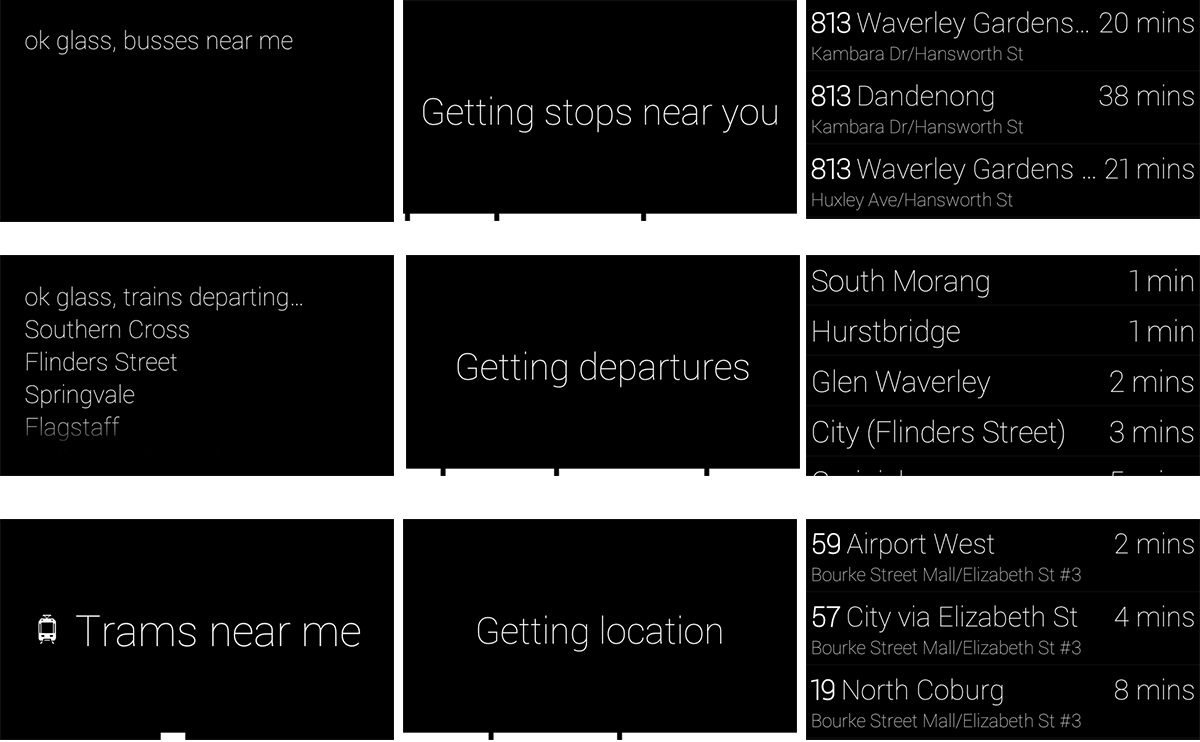 ok glass, busses near me
Getting stops near you
813 Waverley Gardens... 20 mins
Kambara Dr/Hansworth St
813 Dandenong 38 mins
Kambara Dr/Hansworth St
813 Waverley Gardens ... 21 mins
Huxley Ave/Hansworth St
ok glass, trains departing...
Southern Cross
Flinders Street
Springvale
Flagstaff
Getting departures
South Morang 1 min
Hurstbridge 1 min
Glen Waverley 2 mins
City (Flinders Street) 3 mins
Trams near me
Getting location
59 Airport West 2 mins
Bourke Street Mall/Elizabeth St #3
57 City via Elizabeth St 4 mins
Bourke Street Mall/Elizabeth St #3
19 North Coburg 8 mins
Bourke Street Mall/Elizabeth St #3